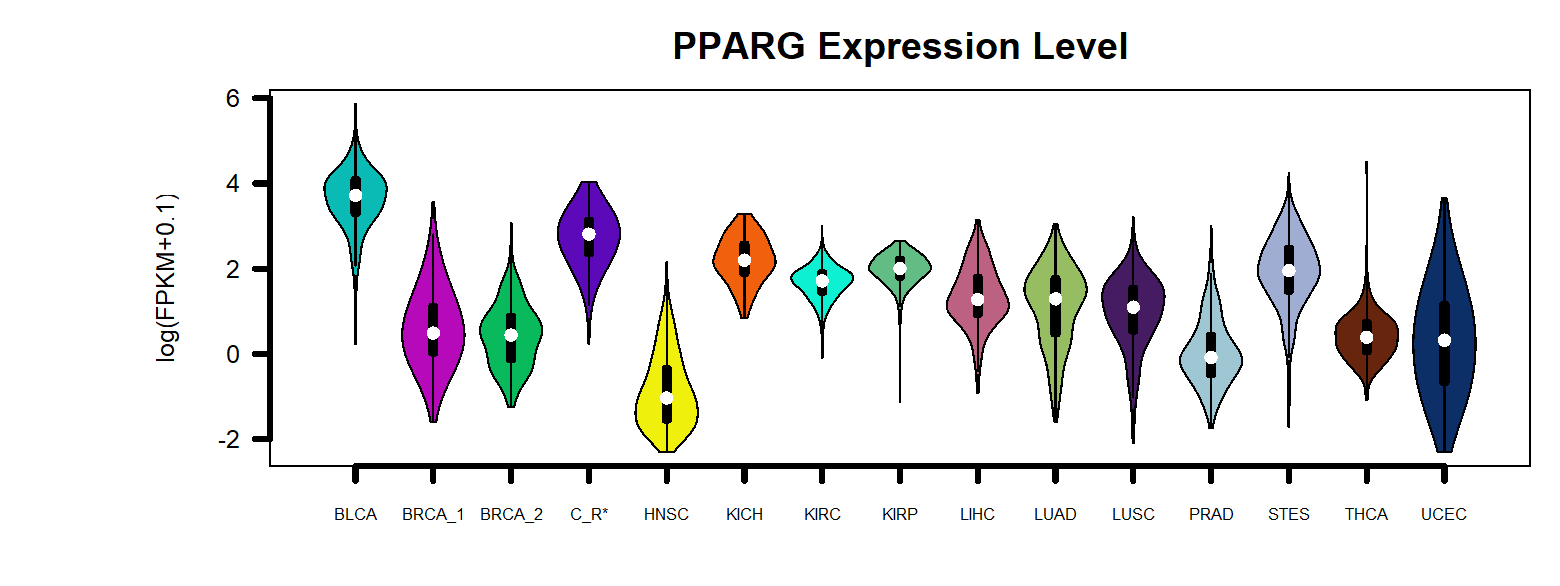 PPARG Expression Level
log(FPKM+0.1)
6
4
2
0
-2
BLCA BRCA_1 BRCA_2 C_R* HNSC KICH KIRC KIRP LIHC LUAD LUSC PRAD STES THCA UCEC